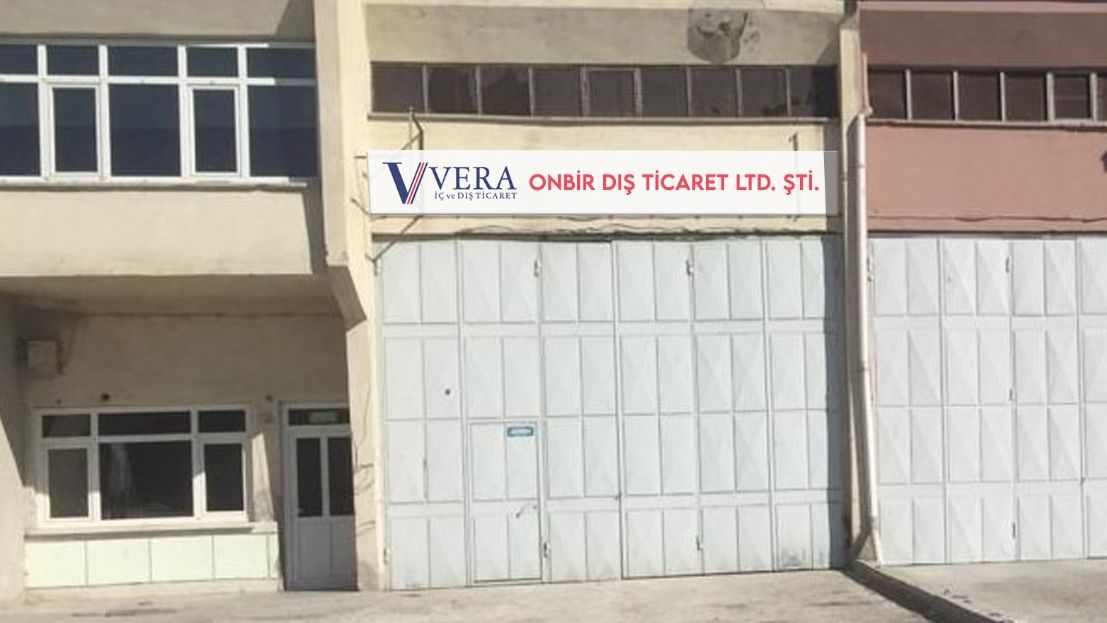 VERA
İÇ ve DIŞ TİCARET
ONBİR DIŞ TİCARET LTD. ŞTİ.